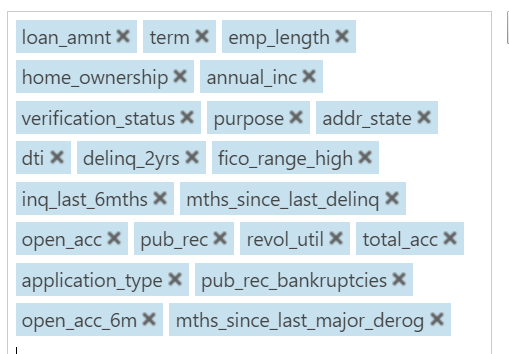 loan_amnt term emp_length
home_ownership annual_inc
verification_status purpose addr_state
dti delinq_2yrs fico_range_high
inq_last_6mths mths_since_last_delinq
open_acc pub_rec revol_util total_acc
application_type pub_rec_bankruptcies
open_acc_6m mths_since_last_major_derog